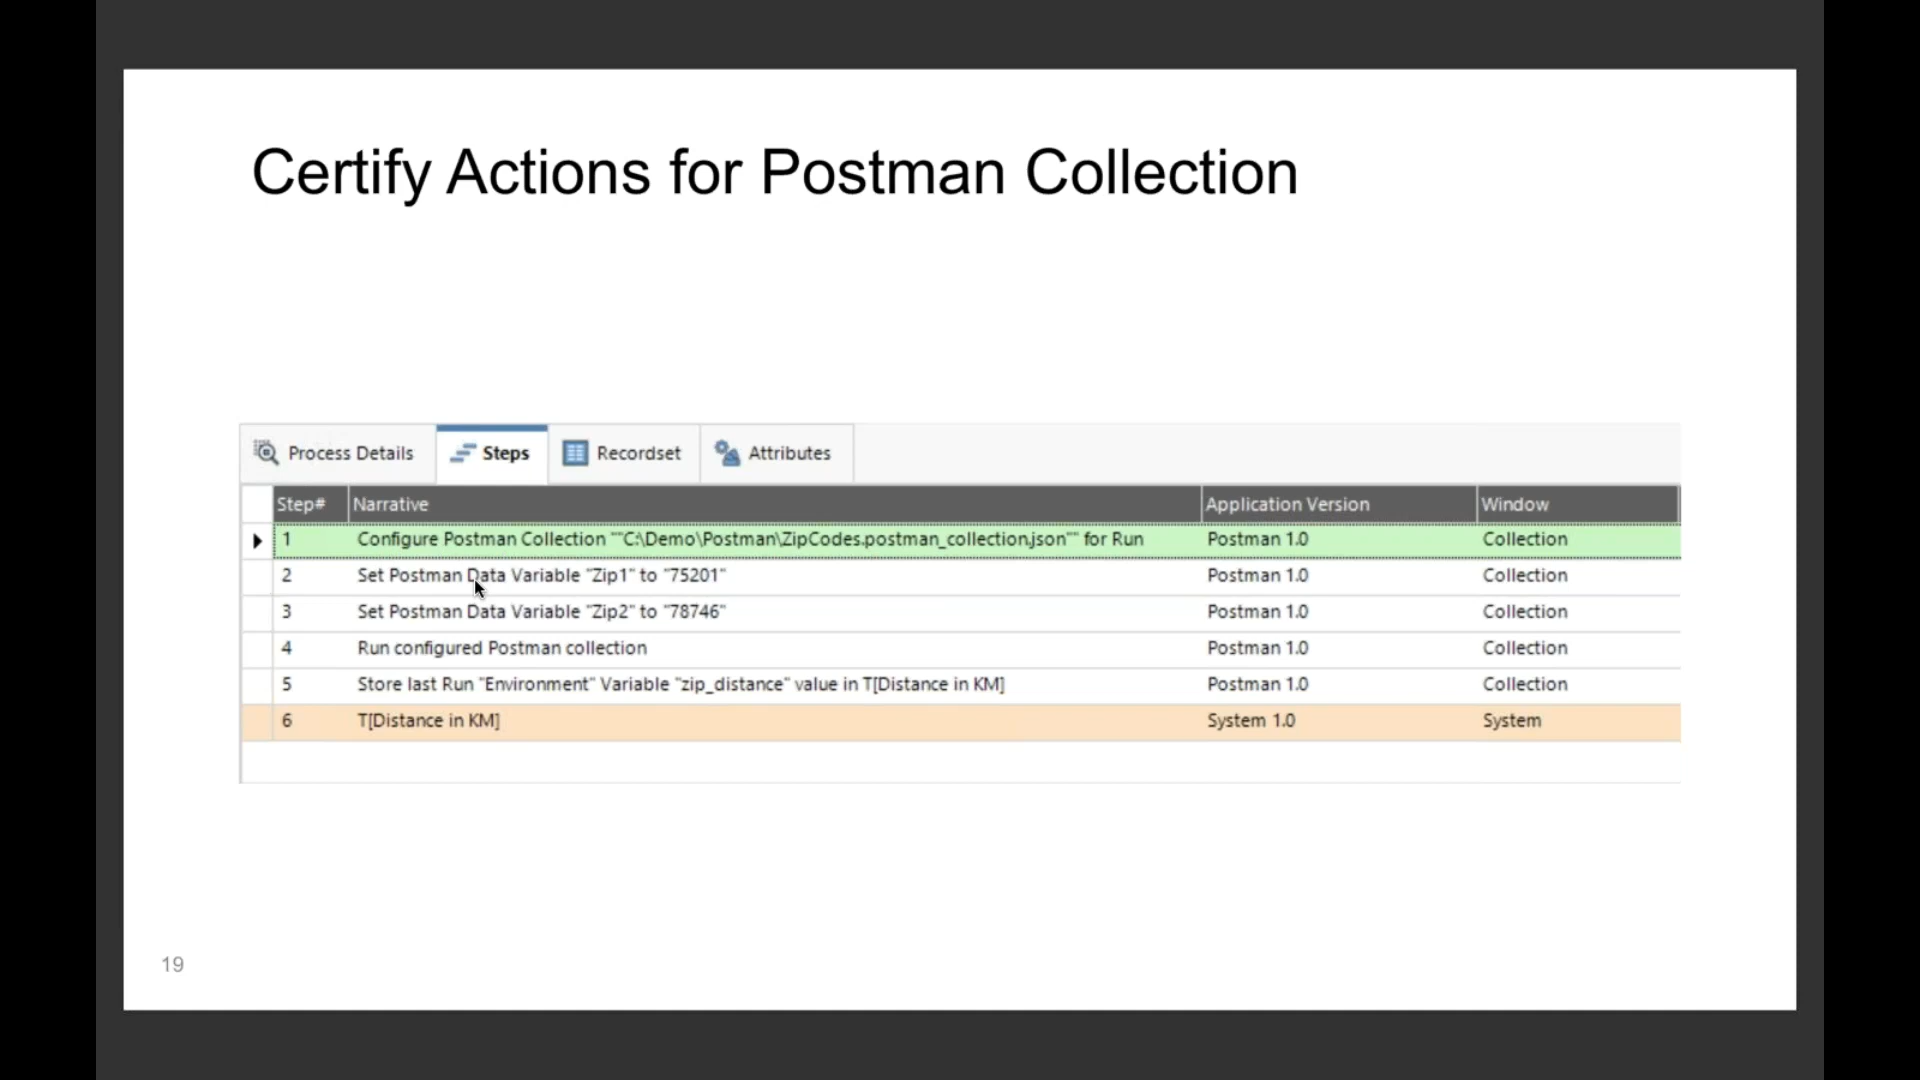 Certify Actions for Postman Collection
Process Details Steps Recordset Attributes
Step# Narrative Application Version Window
1 Configure Postman Collection ""C:\Demo\Postman\ZipCodes.postman_collection.json"" for Run Postman 1.0 Collection
2 Set Postman Data Variable "Zip1" to "75201" Postman 1.0 Collection
3 Set Postman Data Variable "Zip2" to "78746" Postman 1.0 Collection
4 Run configured Postman collection Postman 1.0 Collection
5 Store last Run "Environment" Variable "zip_distance" value in T[Distance in KM] Postman 1.0 Collection
6 T[Distance in KM] System 1.0 System
19